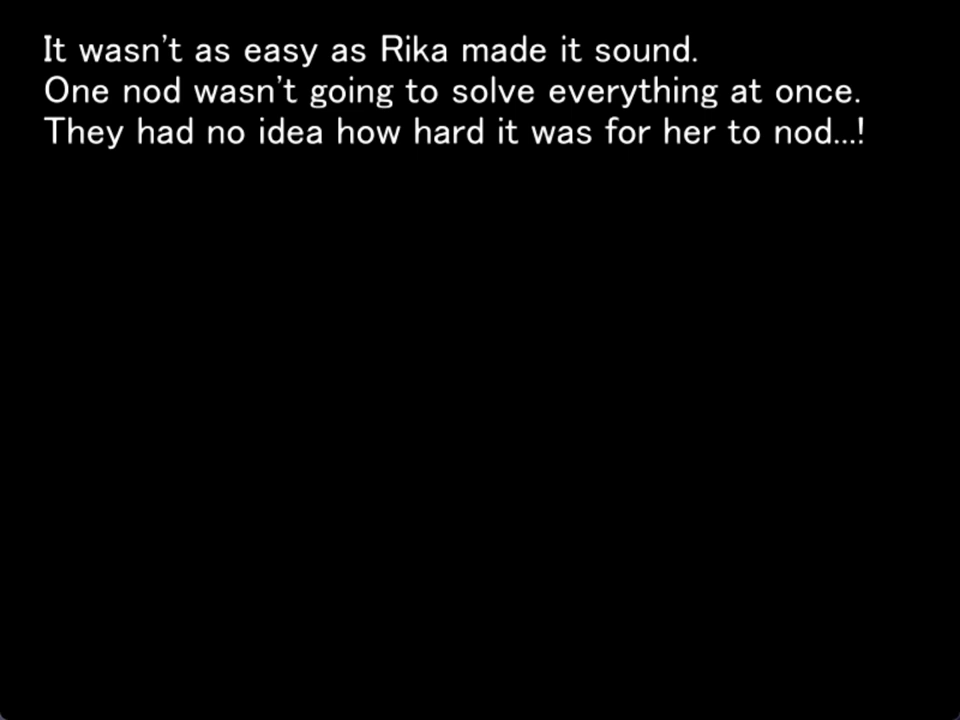 It wasn't as easy as Rika made it sound.
One nod wasn't going to solve everything at once.
They had no idea how hard it was for her to nod...!